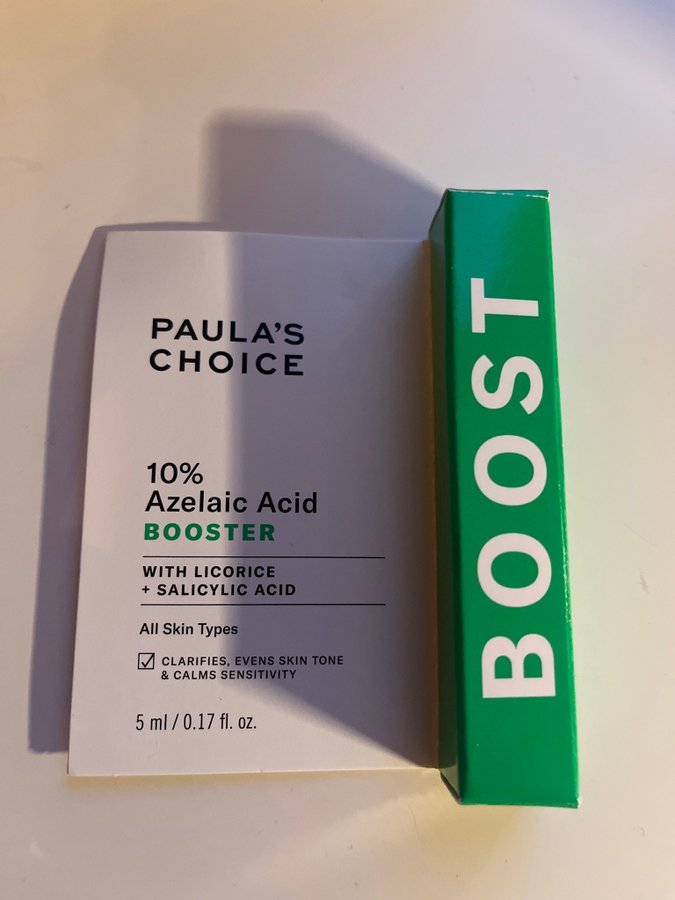 PAULA'S
CHOICE
10%
Azelaic Acid
BOOSTER
WITH LICORICE
+ SALICYLIC ACID
All Skin Types
CLARIFIES, EVENS SKIN TONE
& CALMS SENSITIVITY
5 ml / 0.17 fl. oz.
BOOST